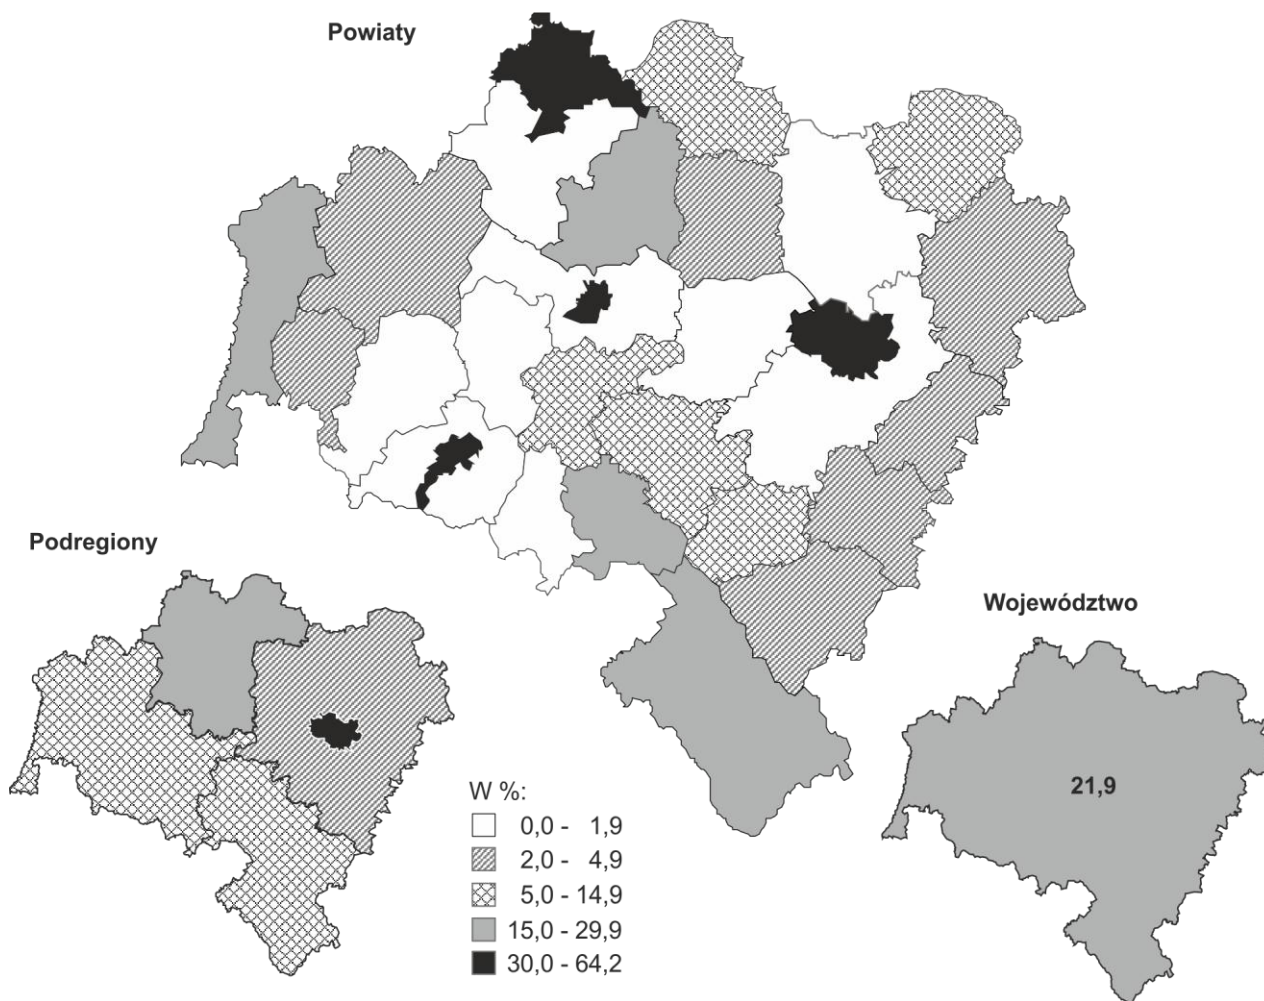 Powiaty
Podregiony
Województwo
21,9
W %:
0,0 - 1,9
2,0 - 4,9
5,0 - 14,9
15,0 - 29,9
30,0 - 64,2